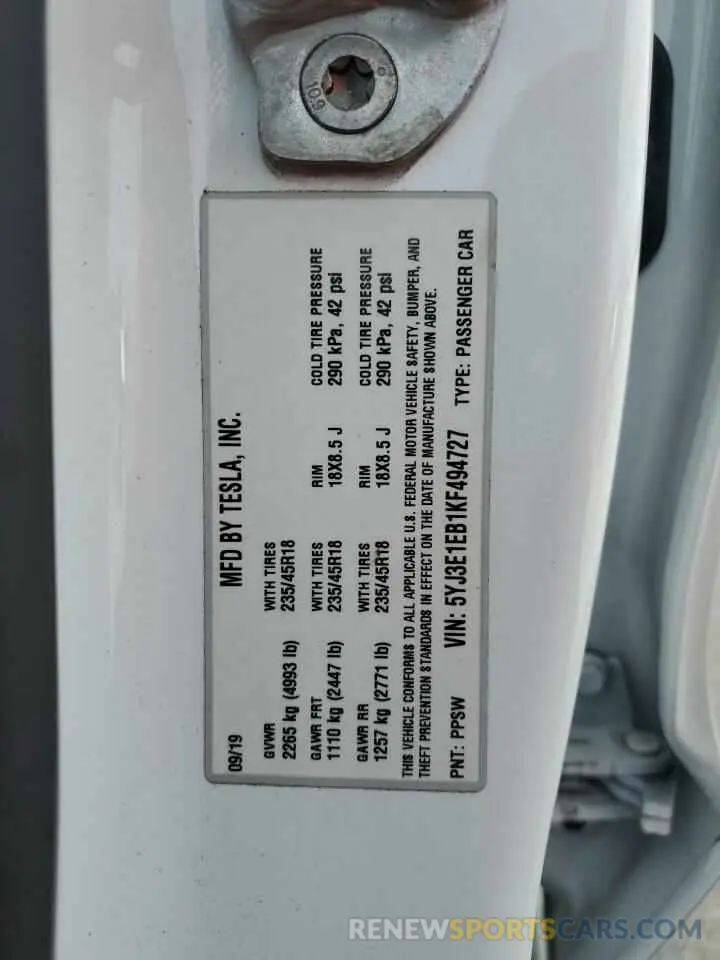 109
MFD BY TESLA, INC.
09/19
GVWR WITH TIRES
2265 kg (4993 lb) 235/45R18
GAWR FRT WITH TIRES RIM COLD TIRE PRESSURE
1110 kg (2447 lb) 235/45R18 18X8.5 J 290 kPa, 42 psi
GAWR RR WITH TIRES RIM COLD TIRE PRESSURE
1257 kg (2771 lb) 235/45R18 18X8.5 J 290 kPa, 42 psi
THIS VEHICLE CONFORMS TO ALL APPLICABLE U.S. FEDERAL MOTOR VEHICLE SAFETY, BUMPER, AND
THEFT PREVENTION STANDARDS IN EFFECT ON THE DATE OF MANUFACTURE SHOWN ABOVE.
PNT: PPSW VIN: 5YJ3E1EB1KF494727 TYPE: PASSENGER CAR
RENEWSPORTSCARS.COM